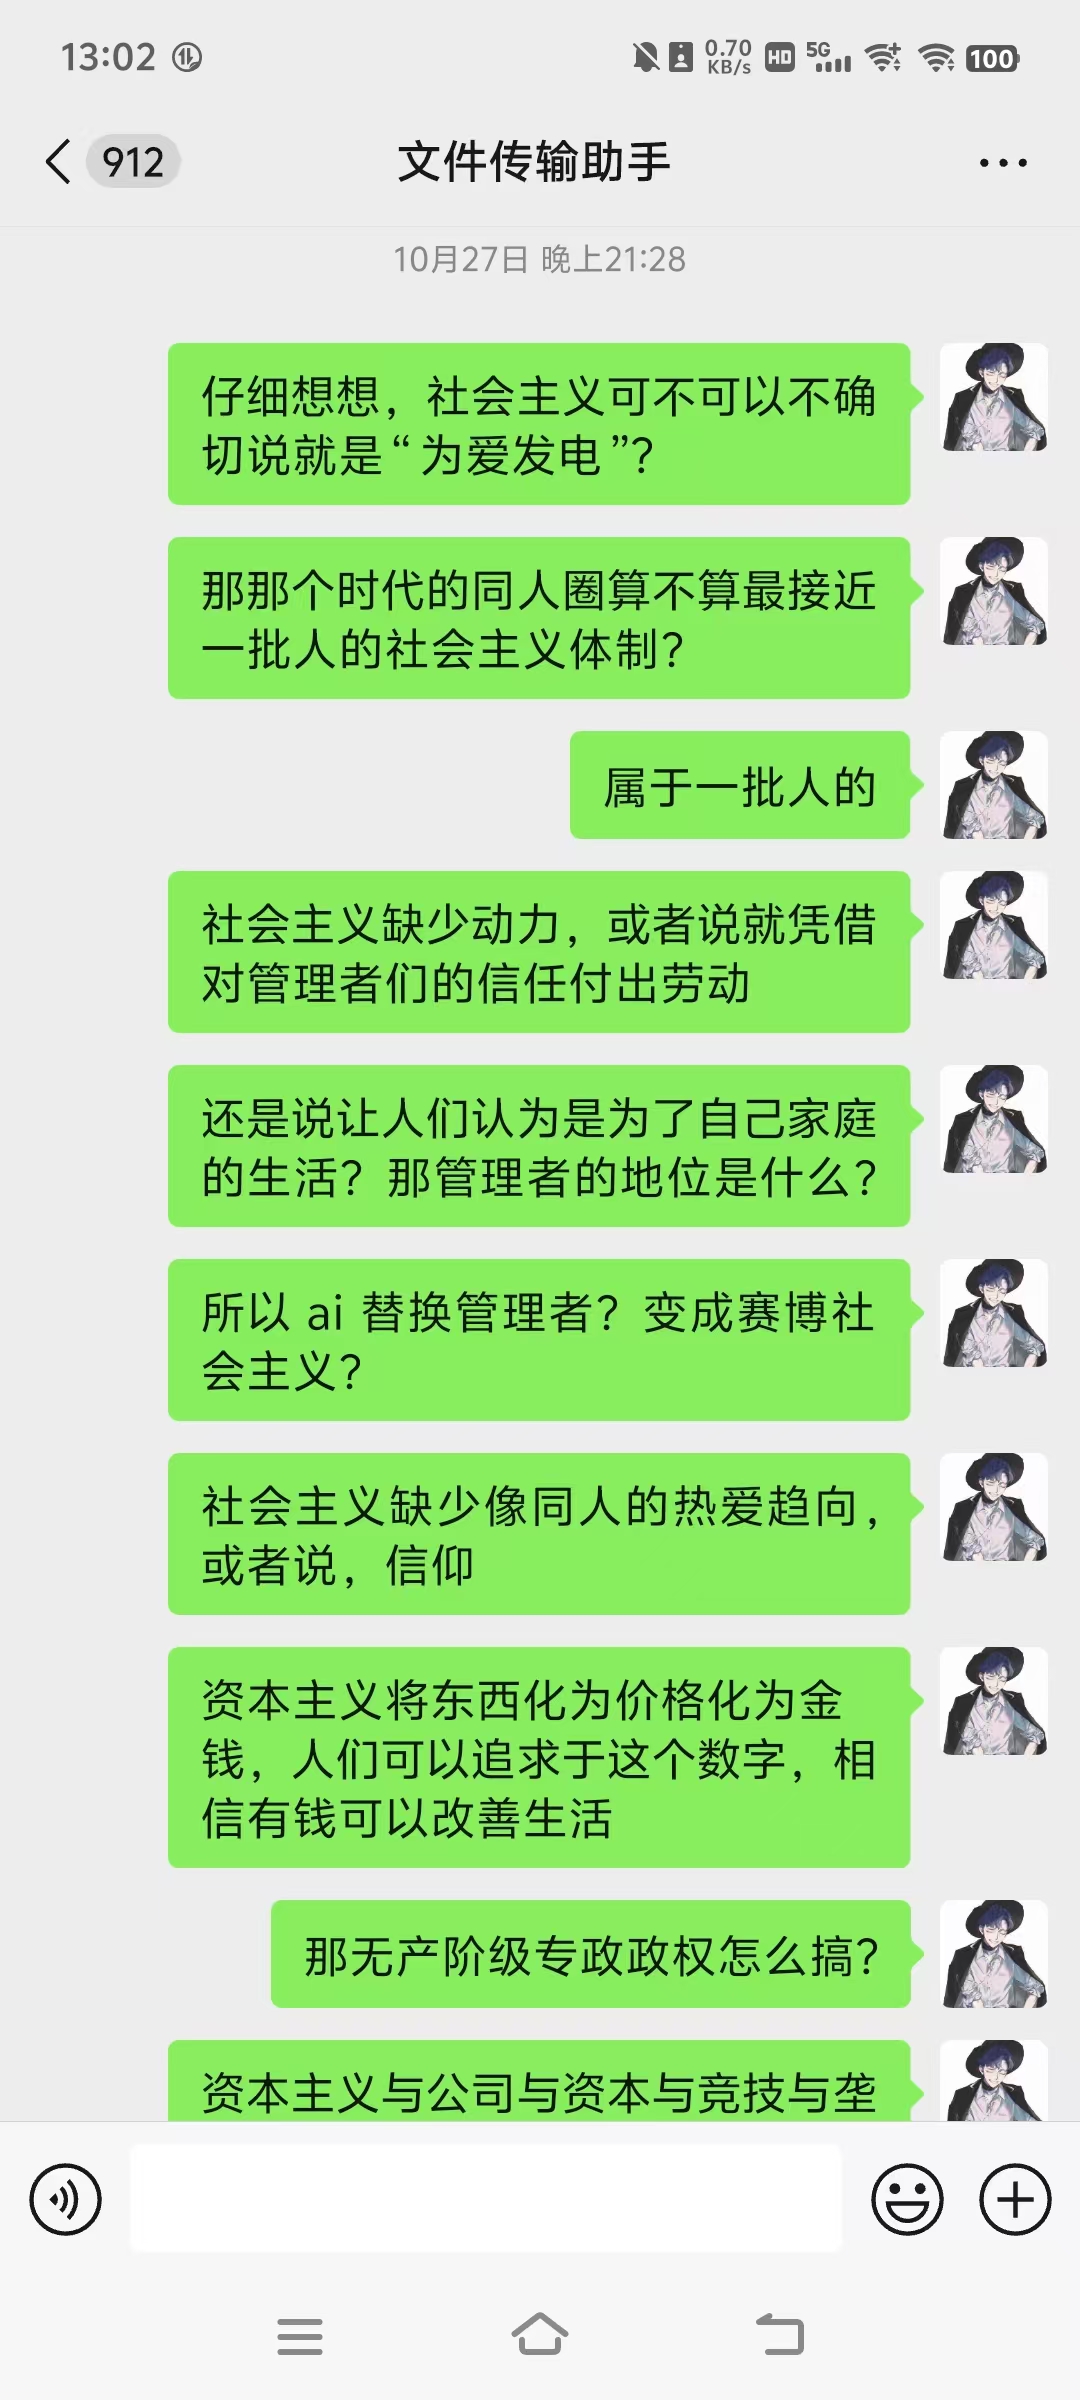 13:02
0.70
KB/s
HD
5G
100
912
文件传输助手
10月27日 晚上21:28
仔细想想，社会主义可不可以不确
切说就是“为爱发电”？
那那个时代的同人圈算不算最接近
一批人的社会主义体制？
属于一批人的
社会主义缺少动力，或者说就凭借
对管理者们的信任付出劳动
还是说让人们认为是为了自己家庭
的生活？那管理者的地位是什么？
所以 ai 替换管理者？变成赛博社
会主义？
社会主义缺少像同人的热爱趋向，
或者说，信仰
资本主义将东西化为价格化为金
钱，人们可以追求于这个数字，相
信有钱可以改善生活
那无产阶级专政政权怎么搞？
资本主义与公司与资本与竞技与垄